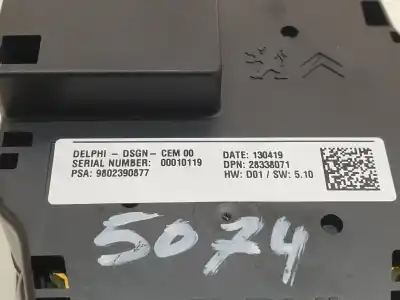 DELPHI - DSGN - CEM 00 DATE: 130419
SERIAL NUMBER: 00010119 DPN: 28338071
PSA: 9802390877 HW: D01 / SW: 5.10
5074